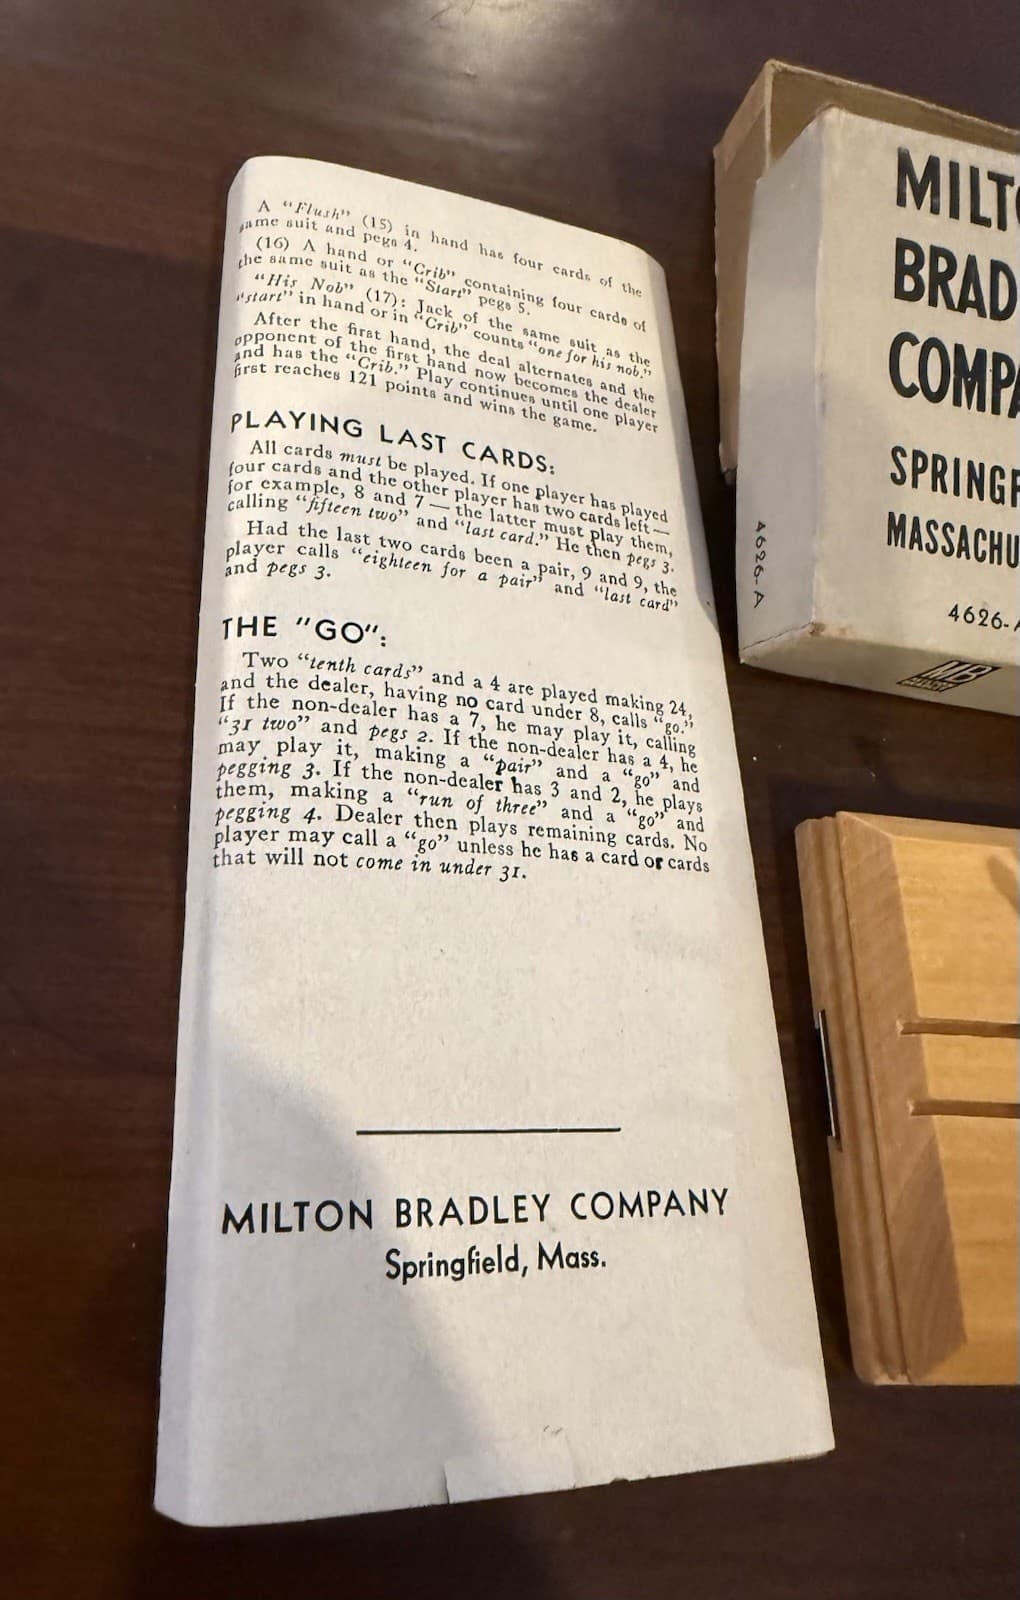 A "Flush" (15) in hand has four cards of the
same suit and pegs 4.
(16) A hand or "Crib" containing four cards of
the same suit as the "Start" pegs 5.
"His Nob" (17): Jack of the same suit as the
"start" in hand or in "Crib" counts "one for his nob."
After the first hand, the deal alternates and the
opponent of the first hand now becomes the dealer
and has the "Crib." Play continues until one player
first reaches 121 points and wins the game.
PLAYING LAST CARDS:
All cards must be played. If one player has played
four cards and the other player has two cards left —
for example, 8 and 7 — the latter must play them,
calling "fifteen two" and "last card." He then pegs 3.
Had the last two cards been a pair, 9 and 9, the
player calls "eighteen for a pair" and "last card"
and pegs 3.
THE "GO":
Two "tenth cards" and a 4 are played making 24,
and the dealer, having no card under 8, calls "go."
If the non-dealer has a 7, he may play it, calling
"31 two" and pegs 2. If the non-dealer has a 4, he
may play it, making a "pair" and a "go" and
pegging 3. If the non-dealer has 3 and 2, he plays
them, making a "run of three" and a "go" and
pegging 4. Dealer then plays remaining cards. No
player may call a "go" unless he has a card or cards
that will not come in under 31.
MILTON BRADLEY COMPANY
Springfield, Mass.
MILT
BRAD
COMPA
SPRINGF
MASSACHU
4626-A
4626-A
MB